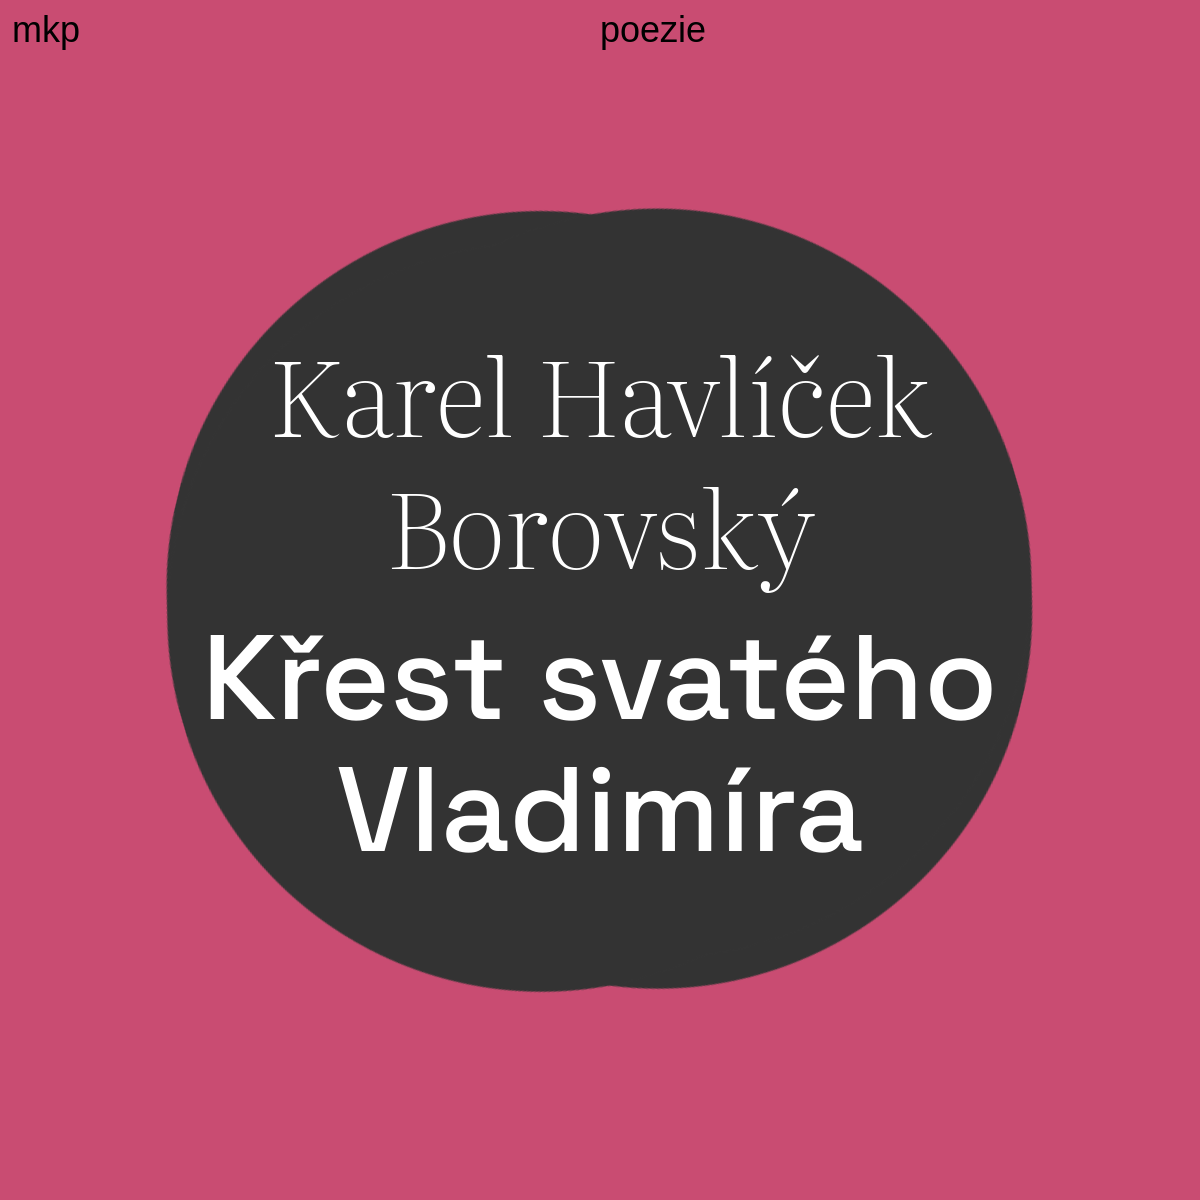 mkp
poezie
Karel Havlíček
Borovský
Křest svatého
Vladimíra